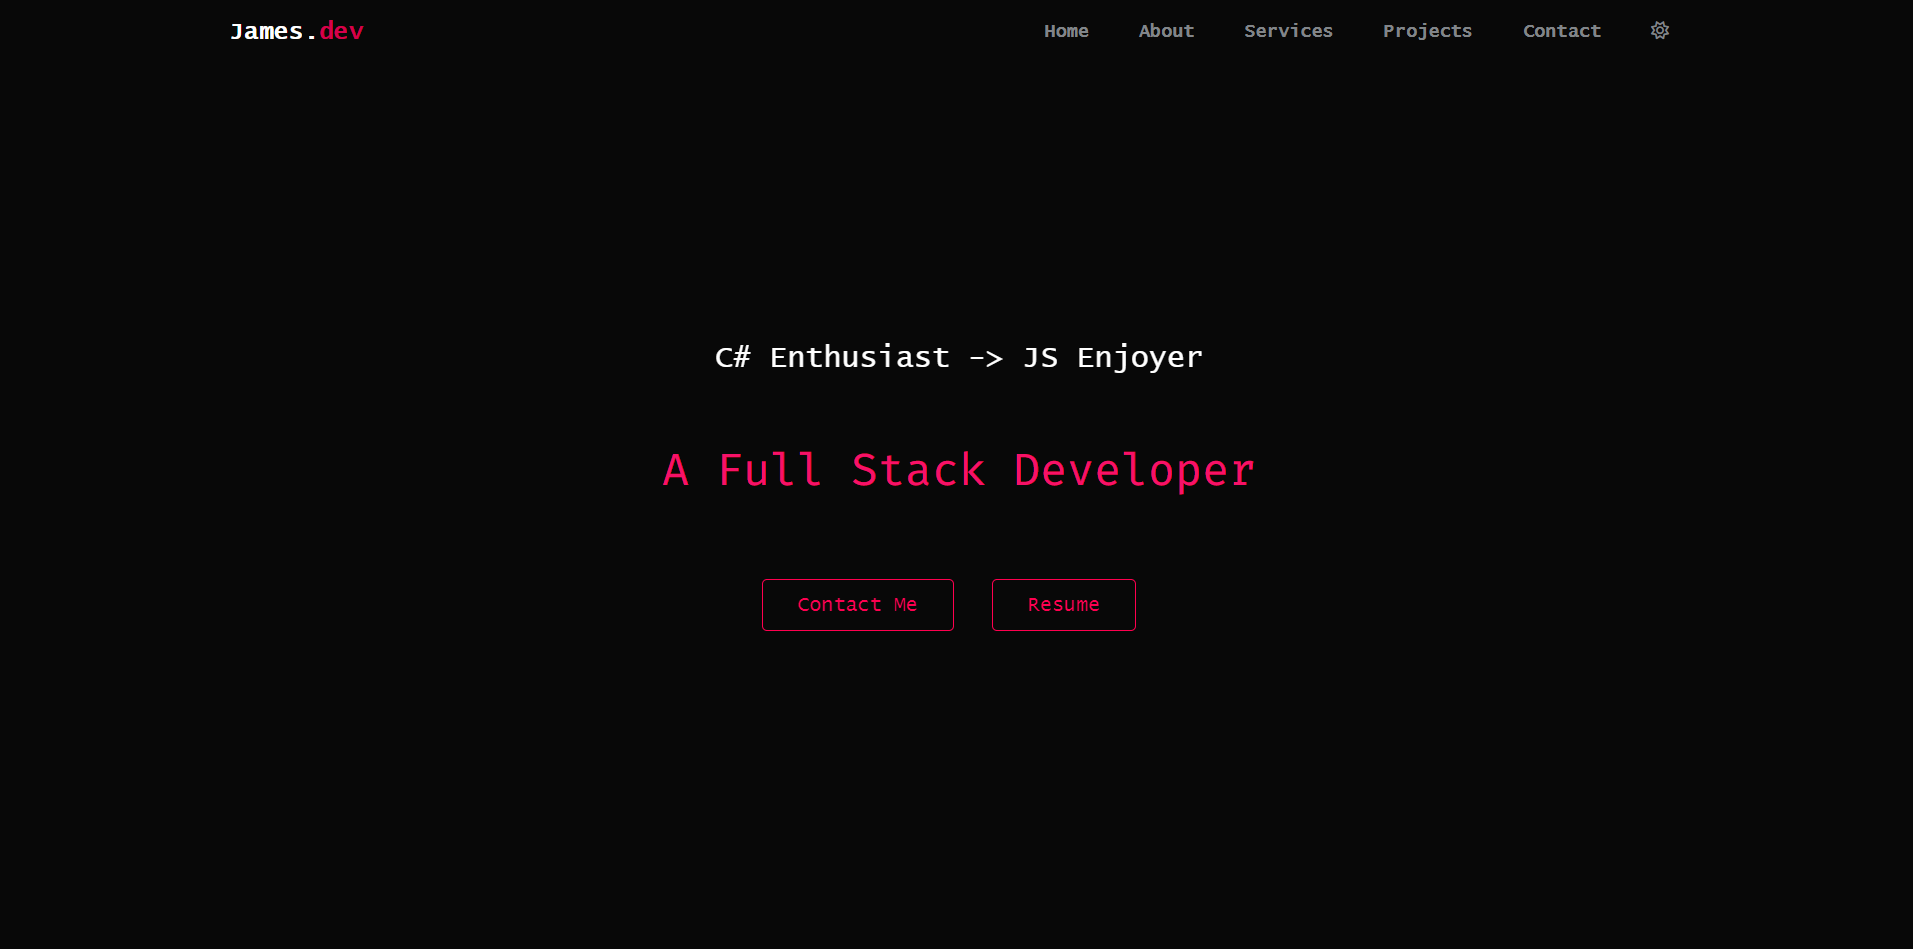 James.dev Home About Services Projects Contact
C# Enthusiast -> JS Enjoyer
A Full Stack Developer
Contact Me Resume